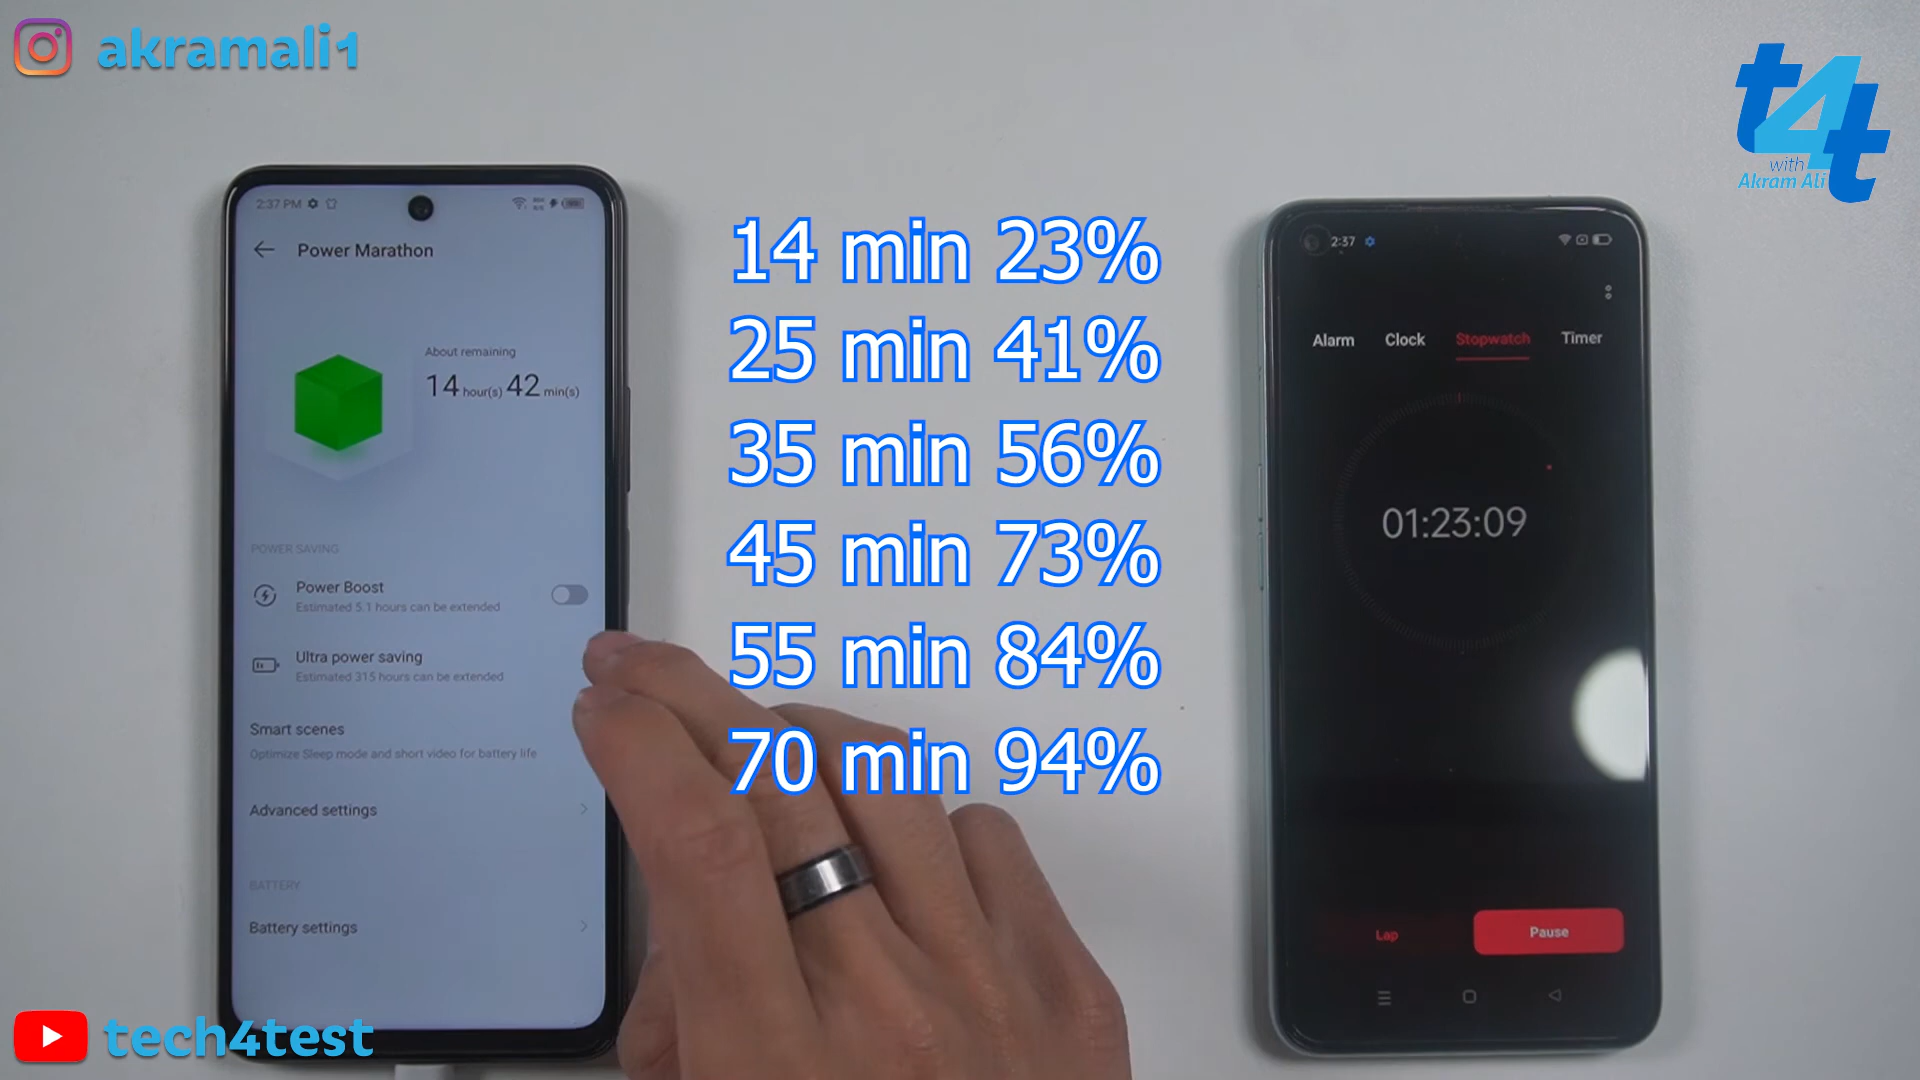 akramali1
t4t
with
Akram Ali
2:37 PM
Power Marathon
About remaining
14 hour(s) 42 min(s)
POWER SAVING
Power Boost
Estimated 5.1 hours can be extended
Ultra power saving
Estimated 315 hours can be extended
Smart scenes
Optimize Sleep mode and short video for battery life
Advanced settings
BATTERY
Battery settings
14 min 23%
25 min 41%
35 min 56%
45 min 73%
55 min 84%
70 min 94%
2:37
Alarm Clock Stopwatch Timer
01:23:09
Lap Pause
tech4test